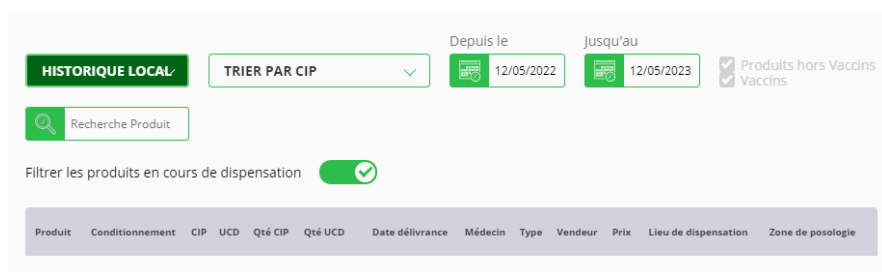 Depuis le Jusqu'au
HISTORIQUE LOCAL TRIER PAR CIP 12/05/2022 12/05/2023 Produits hors Vaccins
Vaccins
Recherche Produit
Filtrer les produits en cours de dispensation
Produit Conditionnement CIP UCD Qté CIP Qté UCD Date délivrance Médecin Type Vendeur Prix Lieu de dispensation Zone de posologie